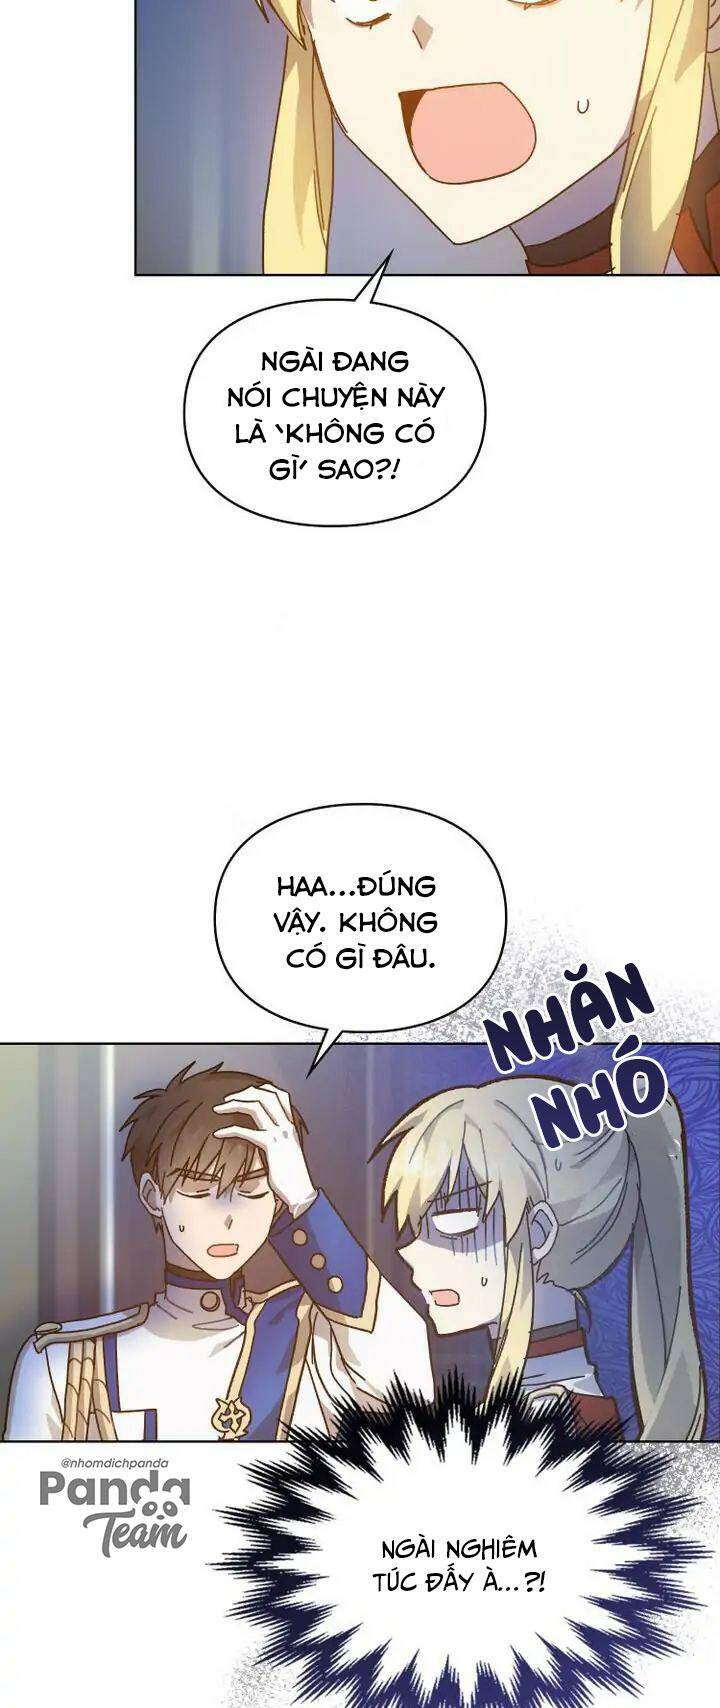 NGÀI ĐANG
NÓI CHUYỆN NÀY
LÀ 'KHÔNG CÓ
GÌ' SAO?!
HAA...ĐÚNG
VẬY. KHÔNG
CÓ GÌ ĐÂU.
NHĂN
NHÓ
@nhomdichpanda
Panda
Team
NGÀI NGHIÊM
TÚC ĐẤY À...?!